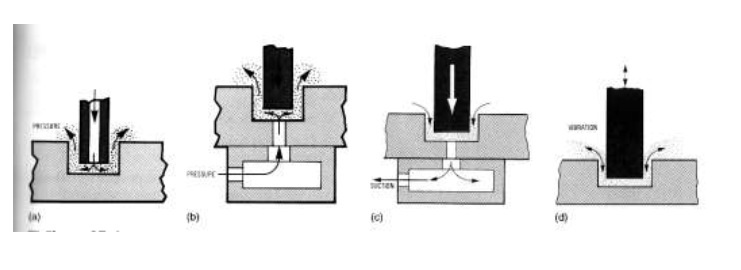 PRESSURE
PRESSURE
SUCTION
VIBRATION
(a)
(b)
(c)
(d)